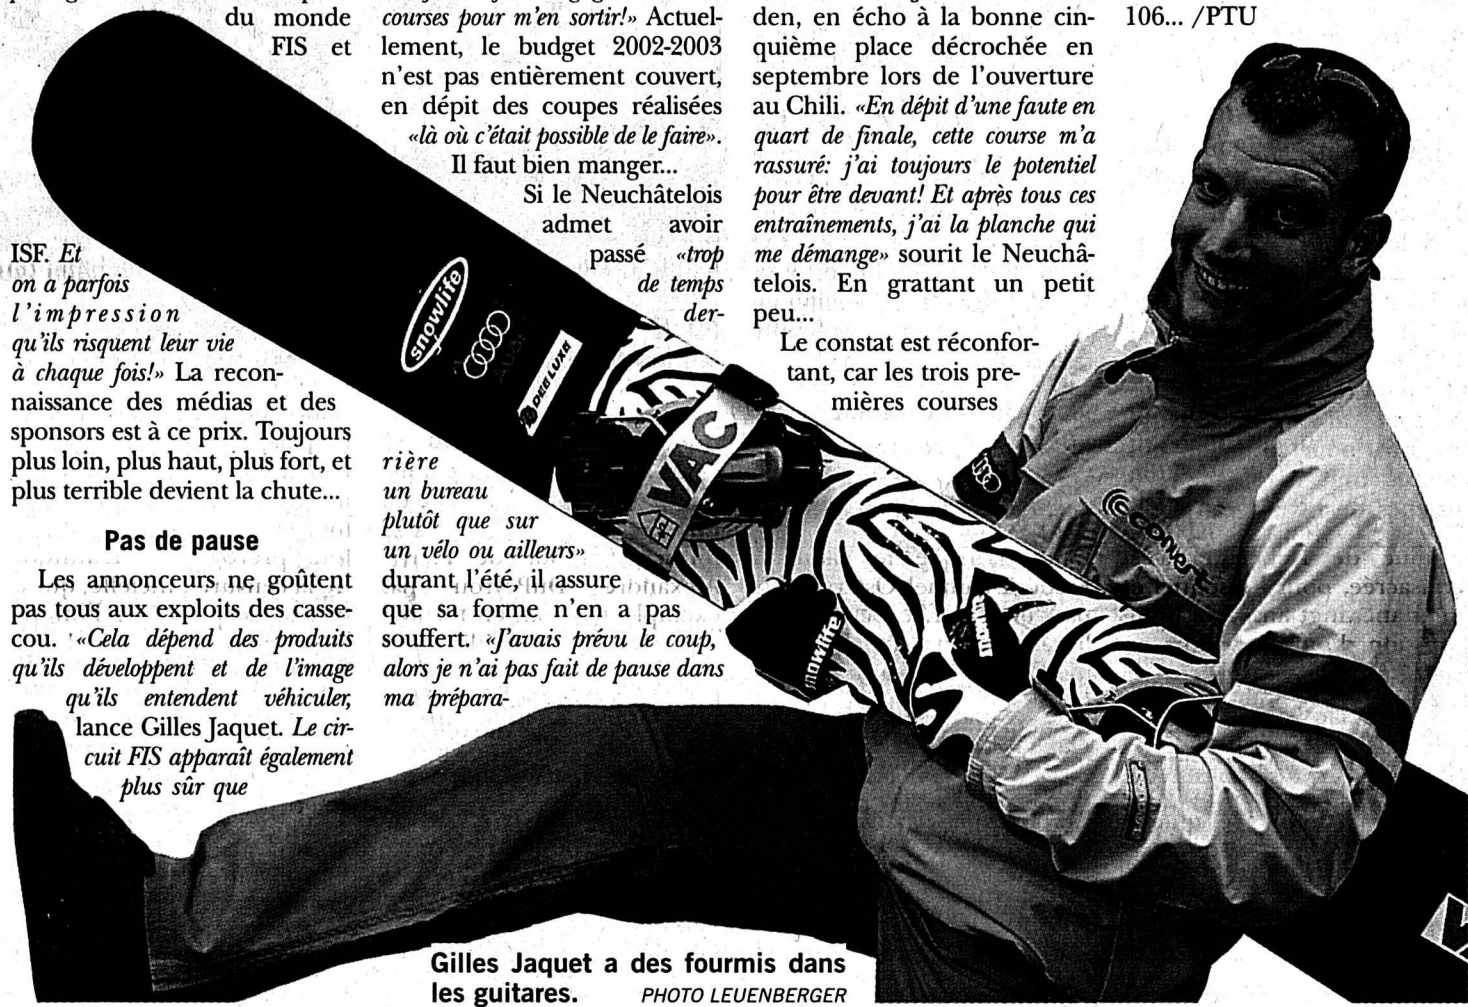 du monde
FIS et
ISF. Et
on a parfois
l'impression
qu'ils risquent leur vie
à chaque fois!» La recon-
naissance des médias et des
sponsors est à ce prix. Toujours
plus loin, plus haut, plus fort, et
plus terrible devient la chute...
Pas de pause
Les annonceurs ne goûtent
pas tous aux exploits des casse-
cou. «Cela dépend des produits
qu'ils développent et de l'image
qu'ils entendent véhiculer,
lance Gilles Jaquet. Le cir-
cuit FIS apparaît également
plus sûr que
courses pour m'en sortir!» Actuel-
lement, le budget 2002-2003
n'est pas entièrement couvert,
en dépit des coupes réalisées
«là où c'était possible de le faire».
Il faut bien manger...
Si le Neuchâtelois
admet avoir
passé «trop
de temps
der-
rière
un bureau
plutôt que sur
un vélo ou ailleurs»
durant l'été, il assure
que sa forme n'en a pas
souffert. «J'avais prévu le coup,
alors je n'ai pas fait de pause dans
ma prépara-
den, en écho à la bonne cin-
quième place décrochée en
septembre lors de l'ouverture
au Chili. «En dépit d'une faute en
quart de finale, cette course m'a
rassuré: j'ai toujours le potentiel
pour être devant! Et après tous ces
entraînements, j'ai la planche qui
me démange» sourit le Neuchâ-
telois. En grattant un petit
peu...
Le constat est réconfor-
tant, car les trois pre-
mières courses
106... /PTU
snowlife
DEELUXE
VAC
conest
snowlife
Gilles Jaquet a des fourmis dans
les guitares. PHOTO LEUENBERGER